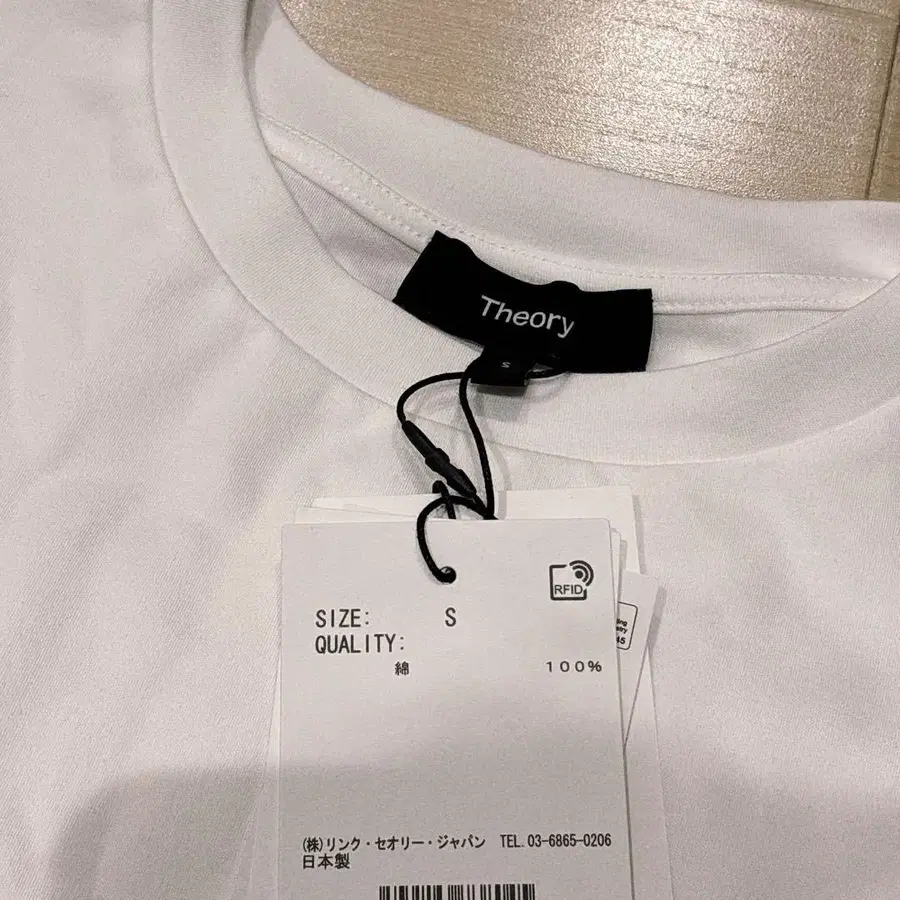 Theory
S
RFID
SIZE: S
QUALITY:
綿 100%
(株)リンク・セオリー・ジャパン TEL.03-6865-0206
日本製